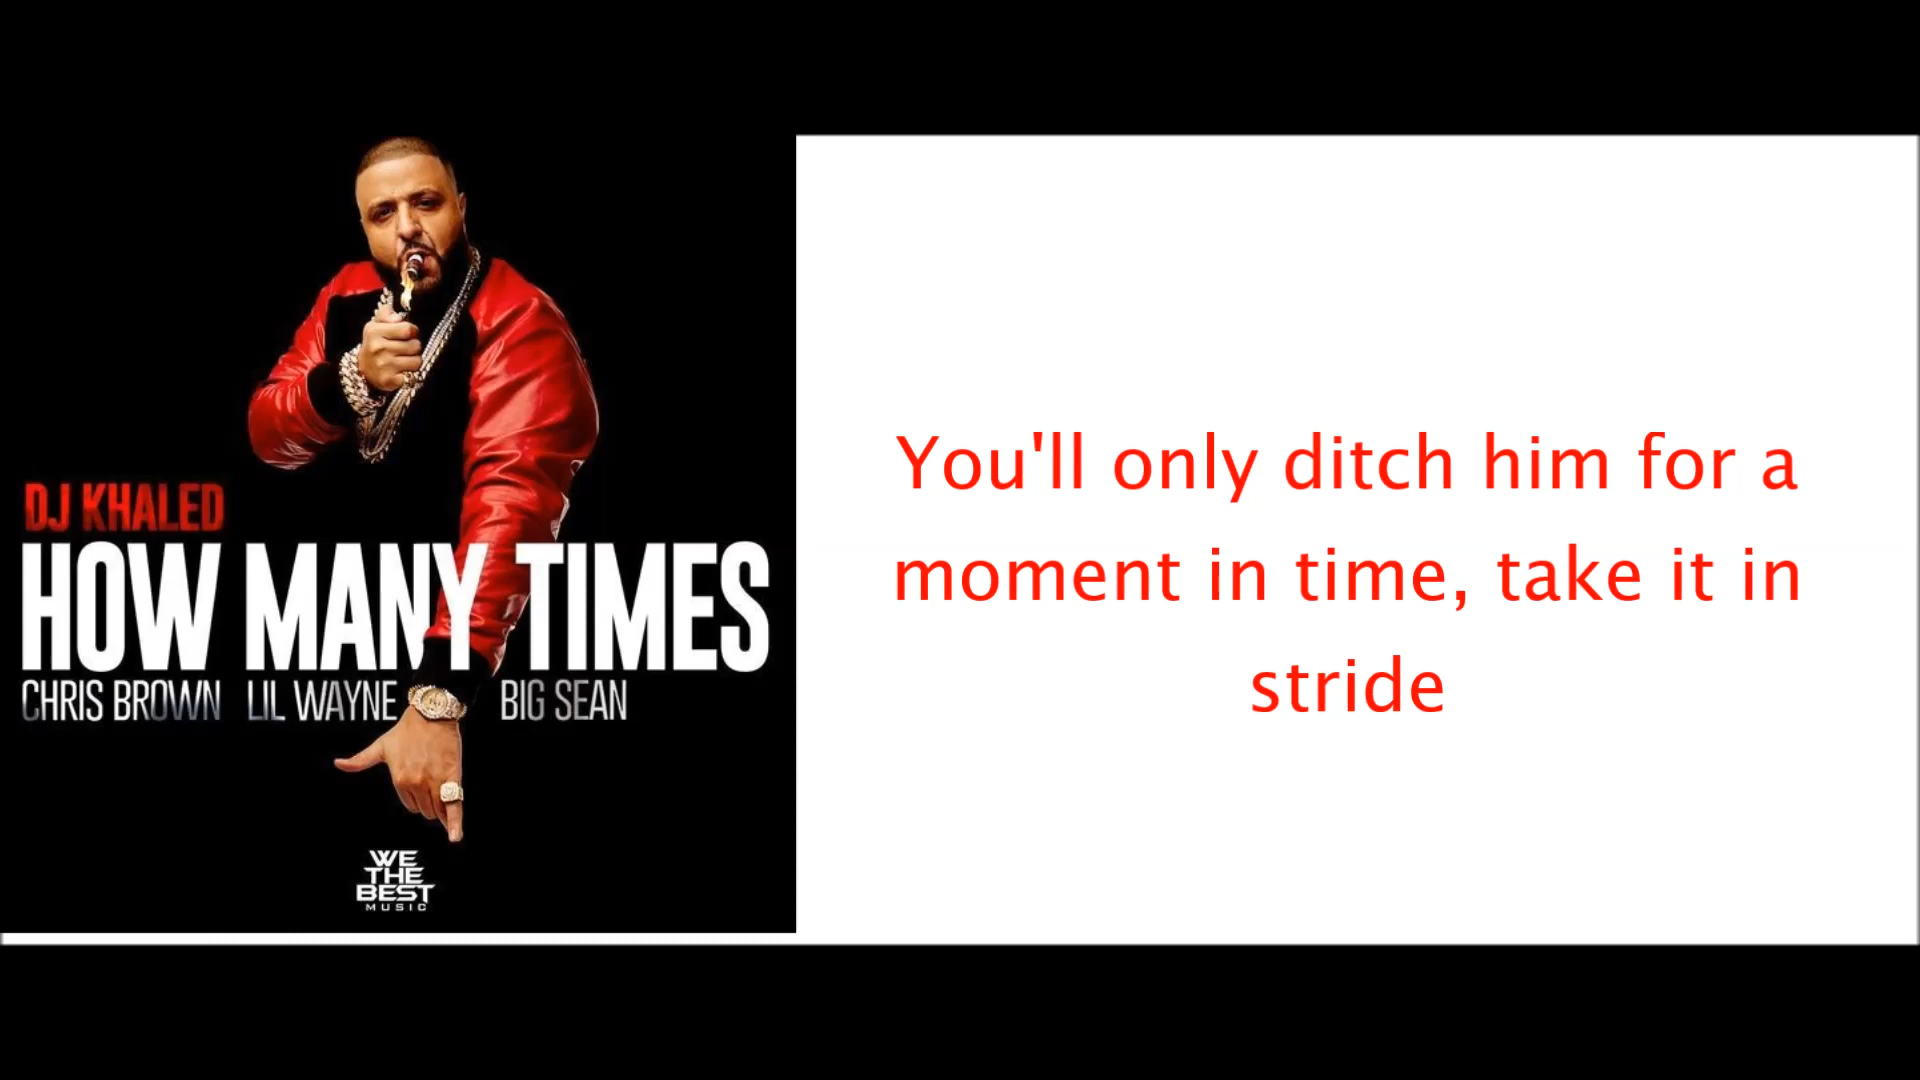 DJ KHALED
HOW MANY TIMES
CHRIS BROWN LIL WAYNE BIG SEAN
WE
THE
BEST
MUSIC
You'll only ditch him for a
moment in time, take it in
stride